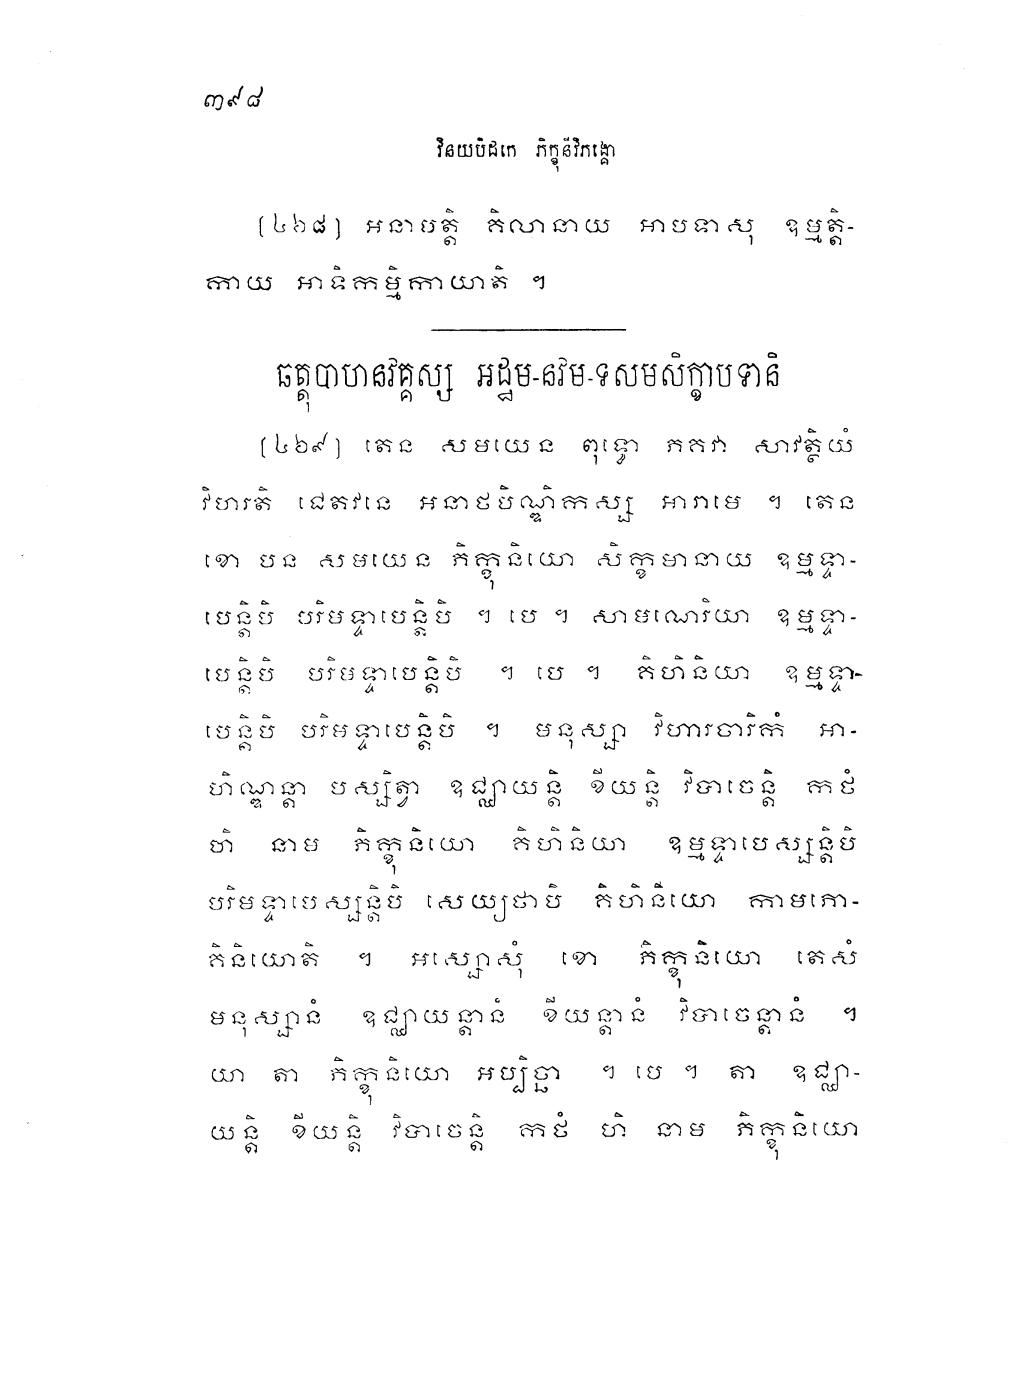 ៣៩៨
វិនយបិដកេ ភិក្ខុនីវិភង្គោ
(៤៦៨) អនាបត្តិ គិលានាយ អាបទាសុ ឧម្មត្តិ-
កាយ អាទិកម្មិកាយាតិ ។
ឆត្តុបាហនវគ្គស្ស អដ្ឋម-នវម-ទសមសិក្ខាបទានិ
(៤៦៩) តេន សមយេន ពុទ្ធោ ភគវា សាវត្ថិយំ
វិហរតិ ជេតវនេ អនាថបិណ្ឌិកស្ស អារាមេ ។ តេន
ខោ បន សមយេន ភិក្ខុនិយោ សិក្ខមានាយ ឧម្មទ្ទា-
បេន្តិបិ បរិមទ្ទាបេន្តិបិ ។ បេ ។ សាមណេរិយា ឧម្មទ្ទា-
បេន្តិបិ បរិមទ្ទាបេន្តិបិ ។ បេ ។ គិហិនិយា ឧម្មទ្ទា-
បេន្តិបិ បរិមទ្ទាបេន្តិបិ ។ មនុស្សា វិហារចារិកំ អា-
ហិណ្ឌន្តា បស្សិត្វា ឧជ្ឈាយន្តិ ខីយន្តិ វិបាចេន្តិ កថំ
ហិ នាម ភិក្ខុនិយោ គិហិនិយា ឧម្មទ្ទាបេស្សន្តិបិ
បរិមទ្ទាបេស្សន្តិបិ សេយ្យថាបិ គិហិនិយោ កាមភោ-
គិនិយោតិ ។ អស្សោសុំ ខោ ភិក្ខុនិយោ តេសំ
មនុស្សានំ ឧជ្ឈាយន្តានំ ខីយន្តានំ វិបាចេន្តានំ ។
យា តា ភិក្ខុនិយោ អប្បិច្ឆា ។ បេ ។ តា ឧជ្ឈា-
យន្តិ ខីយន្តិ វិបាចេន្តិ កថំ ហិ នាម ភិក្ខុនិយោ